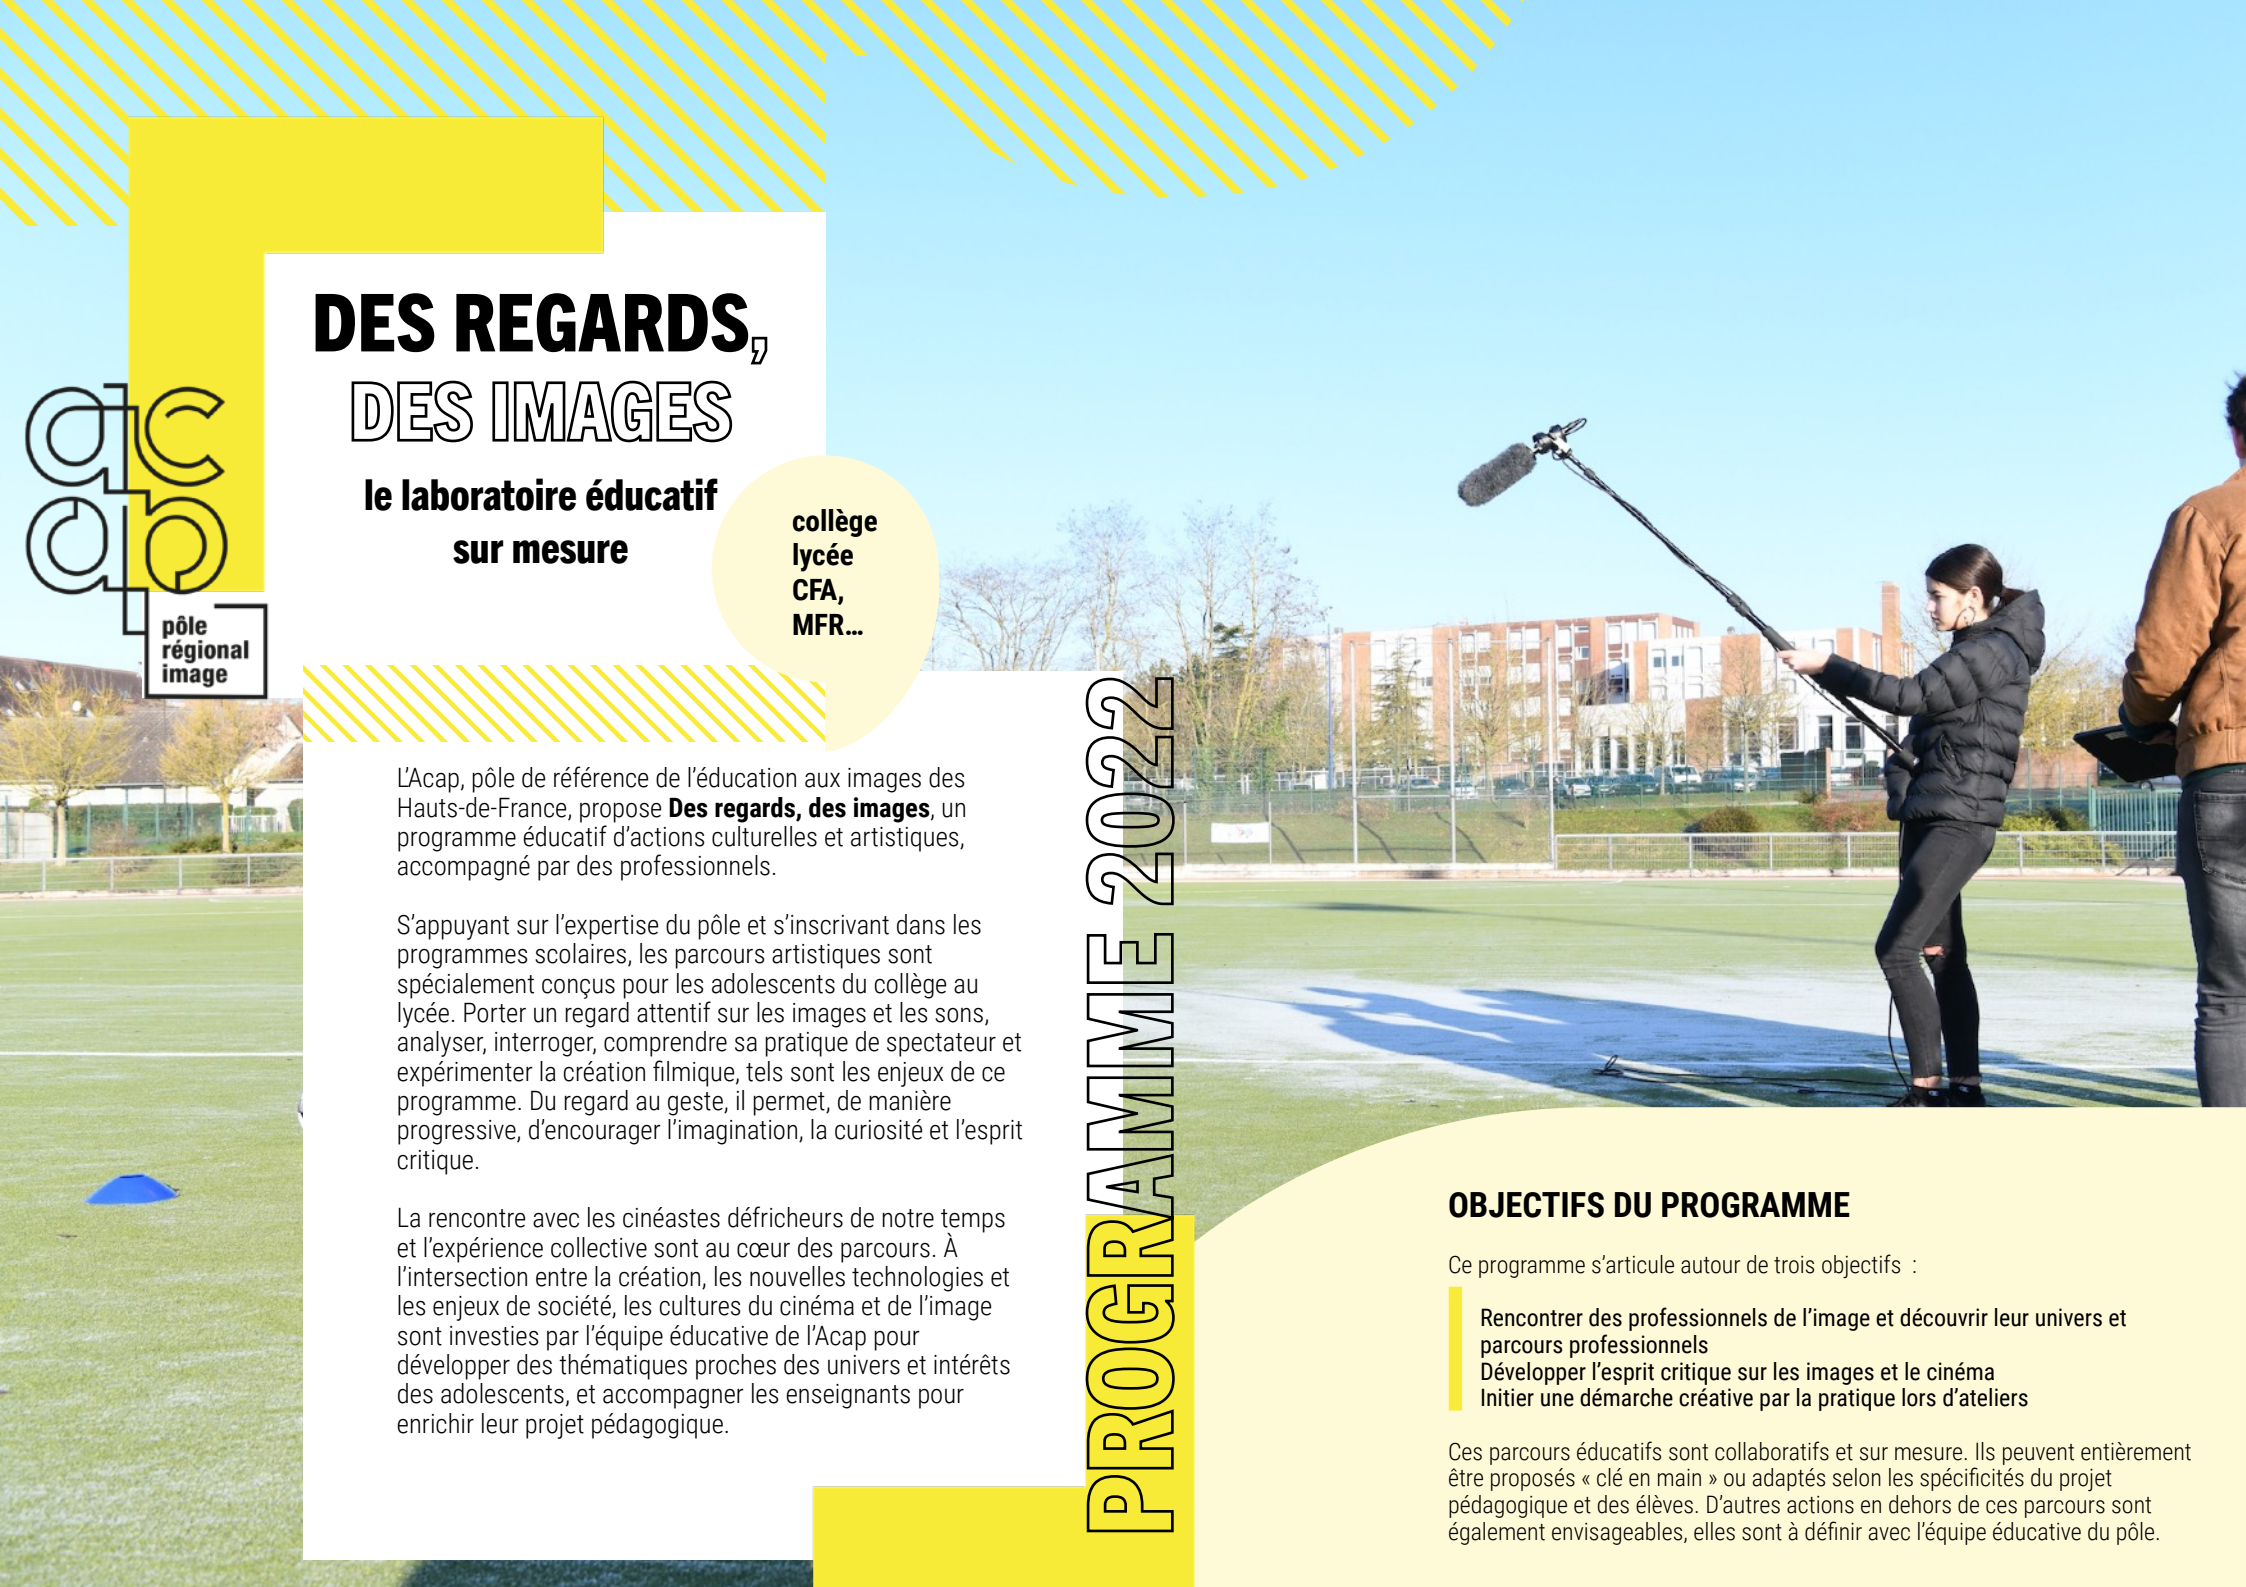 DES REGARDS,
DES IMAGES
le laboratoire éducatif
sur mesure
collège
lycée
CFA,
MFR...
acap
pôle
régional
image
L'Acap, pôle de référence de l'éducation aux images des
Hauts-de-France, propose Des regards, des images, un
programme éducatif d'actions culturelles et artistiques,
accompagné par des professionnels.
S'appuyant sur l'expertise du pôle et s'inscrivant dans les
programmes scolaires, les parcours artistiques sont
spécialement conçus pour les adolescents du collège au
lycée. Porter un regard attentif sur les images et les sons,
analyser, interroger, comprendre sa pratique de spectateur et
expérimenter la création filmique, tels sont les enjeux de ce
programme. Du regard au geste, il permet, de manière
progressive, d'encourager l'imagination, la curiosité et l'esprit
critique.
La rencontre avec les cinéastes défricheurs de notre temps
et l'expérience collective sont au cœur des parcours. À
l'intersection entre la création, les nouvelles technologies et
les enjeux de société, les cultures du cinéma et de l'image
sont investies par l'équipe éducative de l'Acap pour
développer des thématiques proches des univers et intérêts
des adolescents, et accompagner les enseignants pour
enrichir leur projet pédagogique.
PROGRAMME 2022
OBJECTIFS DU PROGRAMME
Ce programme s'articule autour de trois objectifs :
Rencontrer des professionnels de l'image et découvrir leur univers et
parcours professionnels
Développer l'esprit critique sur les images et le cinéma
Initier une démarche créative par la pratique lors d'ateliers
Ces parcours éducatifs sont collaboratifs et sur mesure. Ils peuvent entièrement
être proposés « clé en main » ou adaptés selon les spécificités du projet
pédagogique et des élèves. D'autres actions en dehors de ces parcours sont
également envisageables, elles sont à définir avec l'équipe éducative du pôle.